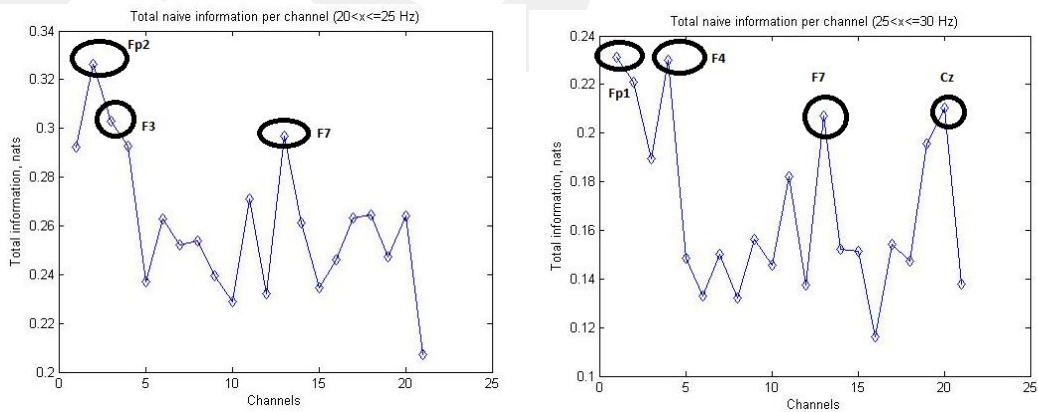 Total naive information per channel (20<x<=25 Hz)
0.34
0.32
0.3
0.28
0.26
0.24
0.22
0.2
Total information, nats
Fp2
F3
F7
0
5
10
15
20
25
Channels
Total naive information per channel (25<x<=30 Hz)
0.24
0.22
0.2
0.18
0.16
0.14
0.12
0.1
Total information, nats
Fp1
F4
F7
Cz
0
5
10
15
20
25
Channels